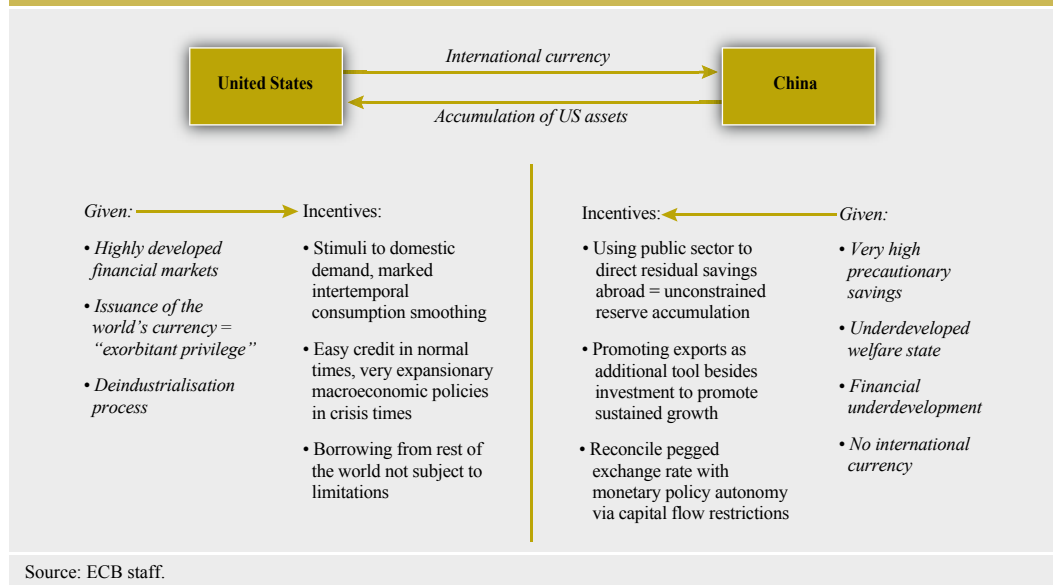 International currency
United States
China
Accumulation of US assets
Given:
• Highly developed
financial markets
• Issuance of the
world’s currency =
“exorbitant privilege”
• Deindustrialisation
process
Incentives:
• Stimuli to domestic
demand, marked
intertemporal
consumption smoothing
• Easy credit in normal
times, very expansionary
macroeconomic policies
in crisis times
• Borrowing from rest of
the world not subject to
limitations
Incentives:
• Using public sector to
direct residual savings
abroad = unconstrained
reserve accumulation
• Promoting exports as
additional tool besides
investment to promote
sustained growth
• Reconcile pegged
exchange rate with
monetary policy autonomy
via capital flow restrictions
Given:
• Very high
precautionary
savings
• Underdeveloped
welfare state
• Financial
underdevelopment
• No international
currency
Source: ECB staff.